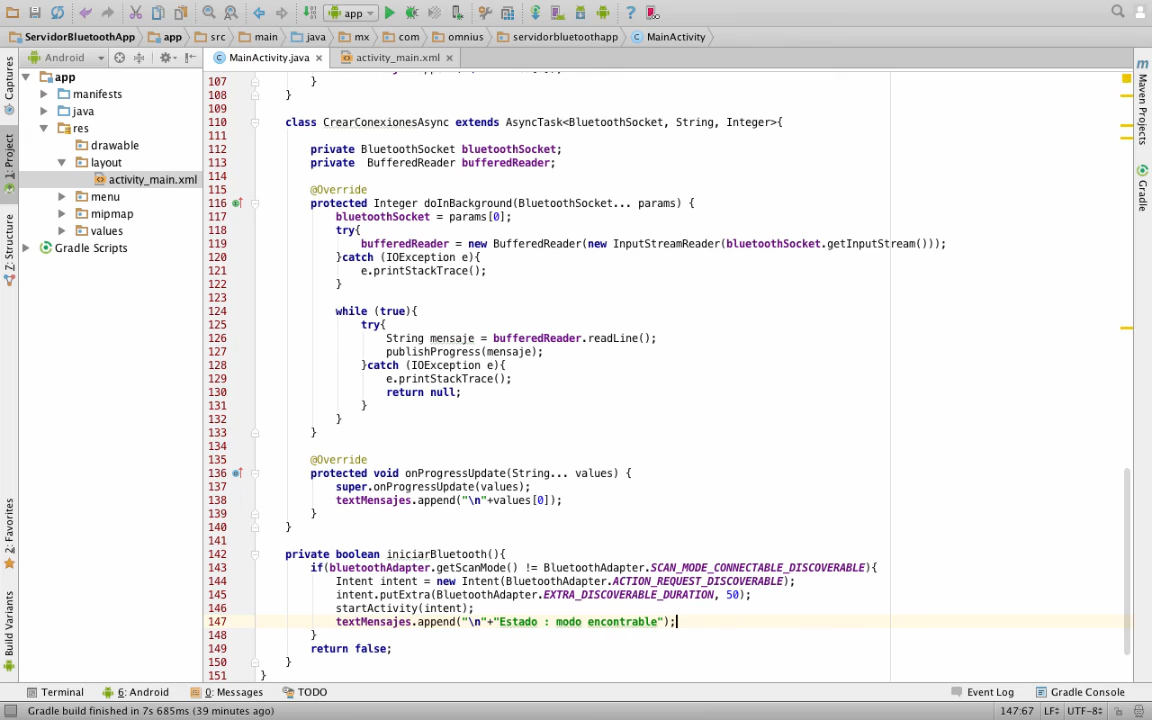 app
ServidorBluetoothApp app src main java mx com omnius servidorbluetoothapp MainActivity
Android
MainActivity.java
activity_main.xml
Captures
1: Project
7: Structure
2: Favorites
Build Variants
app
manifests
java
res
drawable
layout
activity_main.xml
menu
mipmap
values
Gradle Scripts
107 }
108 }
109
110 class CrearConexionesAsync extends AsyncTask<BluetoothSocket, String, Integer>{
111
112 private BluetoothSocket bluetoothSocket;
113 private BufferedReader bufferedReader;
114
115 @Override
116 protected Integer doInBackground(BluetoothSocket... params) {
117 bluetoothSocket = params[0];
118 try{
119 bufferedReader = new BufferedReader(new InputStreamReader(bluetoothSocket.getInputStream()));
120 }catch (IOException e){
121 e.printStackTrace();
122 }
123
124 while (true){
125 try{
126 String mensaje = bufferedReader.readLine();
127 publishProgress(mensaje);
128 }catch (IOException e){
129 e.printStackTrace();
130 return null;
131 }
132 }
133 }
134
135 @Override
136 protected void onProgressUpdate(String... values) {
137 super.onProgressUpdate(values);
138 textMensajes.append("\n"+values[0]);
139 }
140 }
141
142 private boolean iniciarBluetooth(){
143 if(bluetoothAdapter.getScanMode() != BluetoothAdapter.SCAN_MODE_CONNECTABLE_DISCOVERABLE){
144 Intent intent = new Intent(BluetoothAdapter.ACTION_REQUEST_DISCOVERABLE);
145 intent.putExtra(BluetoothAdapter.EXTRA_DISCOVERABLE_DURATION, 50);
146 startActivity(intent);
147 textMensajes.append("\n"+"Estado : modo encontrable");
148 }
149 return false;
150 }
151 }
Maven Projects
Gradle
Terminal 6: Android 0: Messages TODO Event Log Gradle Console
Gradle build finished in 7s 685ms (39 minutes ago) 147:67 LF UTF-8